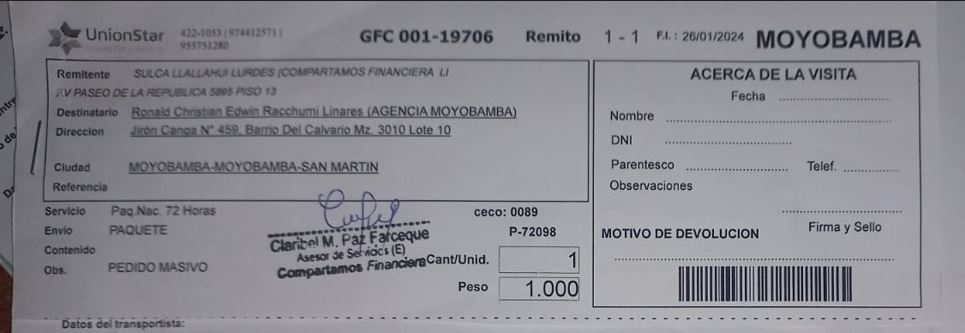 UnionStar
422-1053 | 974412571 |
955751280
GFC 001-19706 Remito 1 - 1 F.I. : 26/01/2024 MOYOBAMBA
Remitente SULCA LLALLAHUI LURDES (COMPARTAMOS FINANCIERA LI
AV PASEO DE LA REPUBLICA 5895 PISO 13
Destinatario Ronald Christian Edwin Racchumi Linares (AGENCIA MOYOBAMBA)
Direccion Jirón Canga N° 459, Barrio Del Calvario Mz. 3010 Lote 10
Ciudad MOYOBAMBA-MOYOBAMBA-SAN MARTIN
Referencia
ACERCA DE LA VISITA
Fecha
Nombre
DNI
Parentesco Telef.
Observaciones
Firma y Sello
MOTIVO DE DEVOLUCION
Servicio Paq.Nac. 72 Horas
Envio PAQUETE
Contenido
Obs. PEDIDO MASIVO
Claribel M. Paz Farceque
Asesor de Servicios (E)
Compartamos Financiera
ceco: 0089
P-72098
Cant/Unid. 1
Peso 1.000
Datos del transportista: